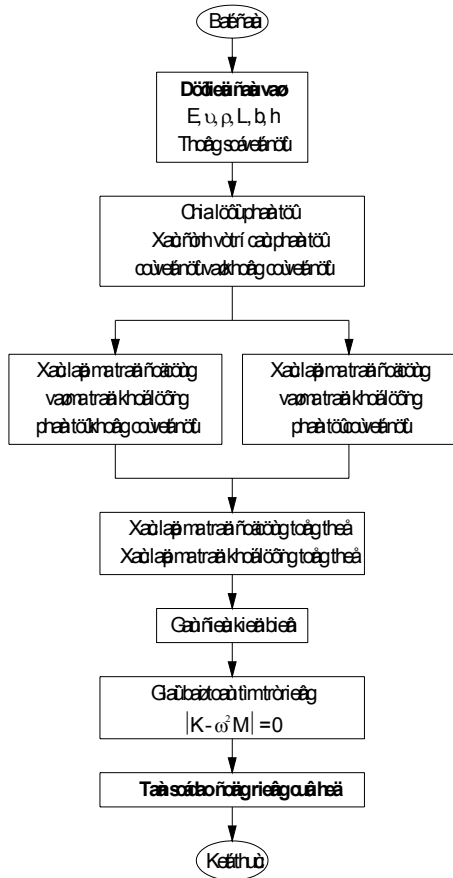 Baét ñaàu
Döõ lieäu ñaàu vaøo
E, υ, ρ, L, b, h
Thoâng soá veát nöùt
Chia löôùi phaàn töû
Xaùc ñònh vò trí caùc phaàn töû
coù veát nöùt vaø khoâng coù veát nöùt
Xaùc laäp ma traän ñoä cöùng
vaø ma traän khoái löôïng
phaàn töû khoâng coù veát nöùt
Xaùc laäp ma traän ñoä cöùng
vaø ma traän khoái löôïng
phaàn töû coù veát nöùt
Xaùc laäp ma traän ñoä cöùng toång theå
Xaùc laäp ma traän khoái löôïng toång theå
Gaùn ñieàu kieän bieân
Giaûi baøi toaùn tìm trò rieâng
|K - ω²M| = 0
Taàn soá dao ñoäng rieâng cuûa heä
Keát thuùc